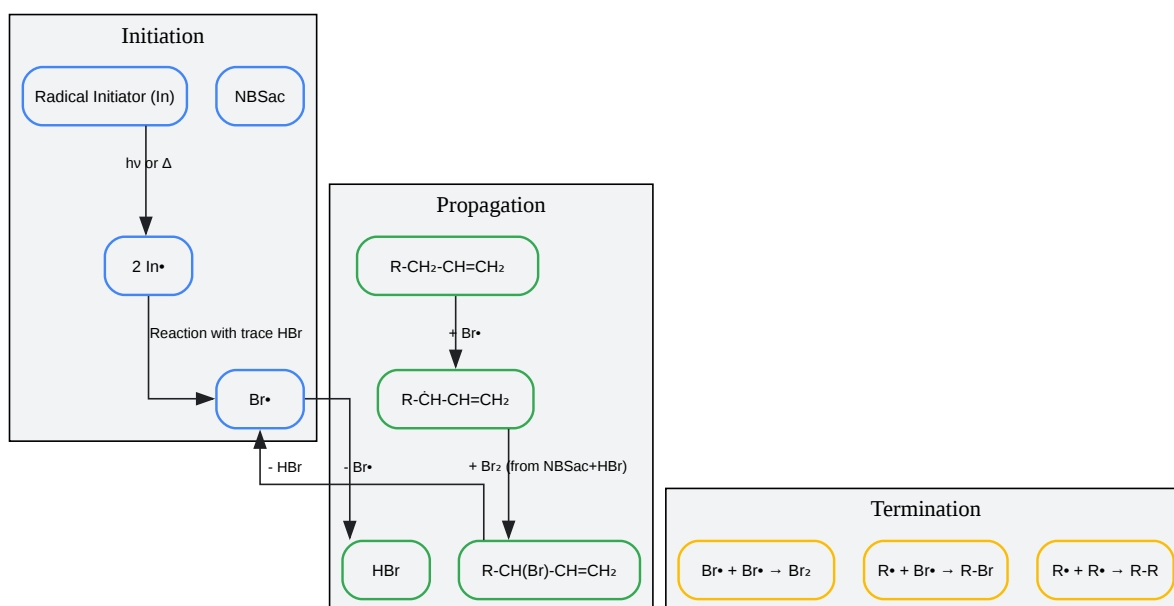 Initiation
Radical Initiator (In)
NBSac
hν or Δ
2 In•
Reaction with trace HBr
Br•
Propagation
R-CH₂-CH=CH₂
+ Br•
R-ĊH-CH=CH₂
- HBr
- Br•
+ Br₂ (from NBSac+HBr)
HBr
R-CH(Br)-CH=CH₂
Termination
Br• + Br• → Br₂
R• + Br• → R-Br
R• + R• → R-R